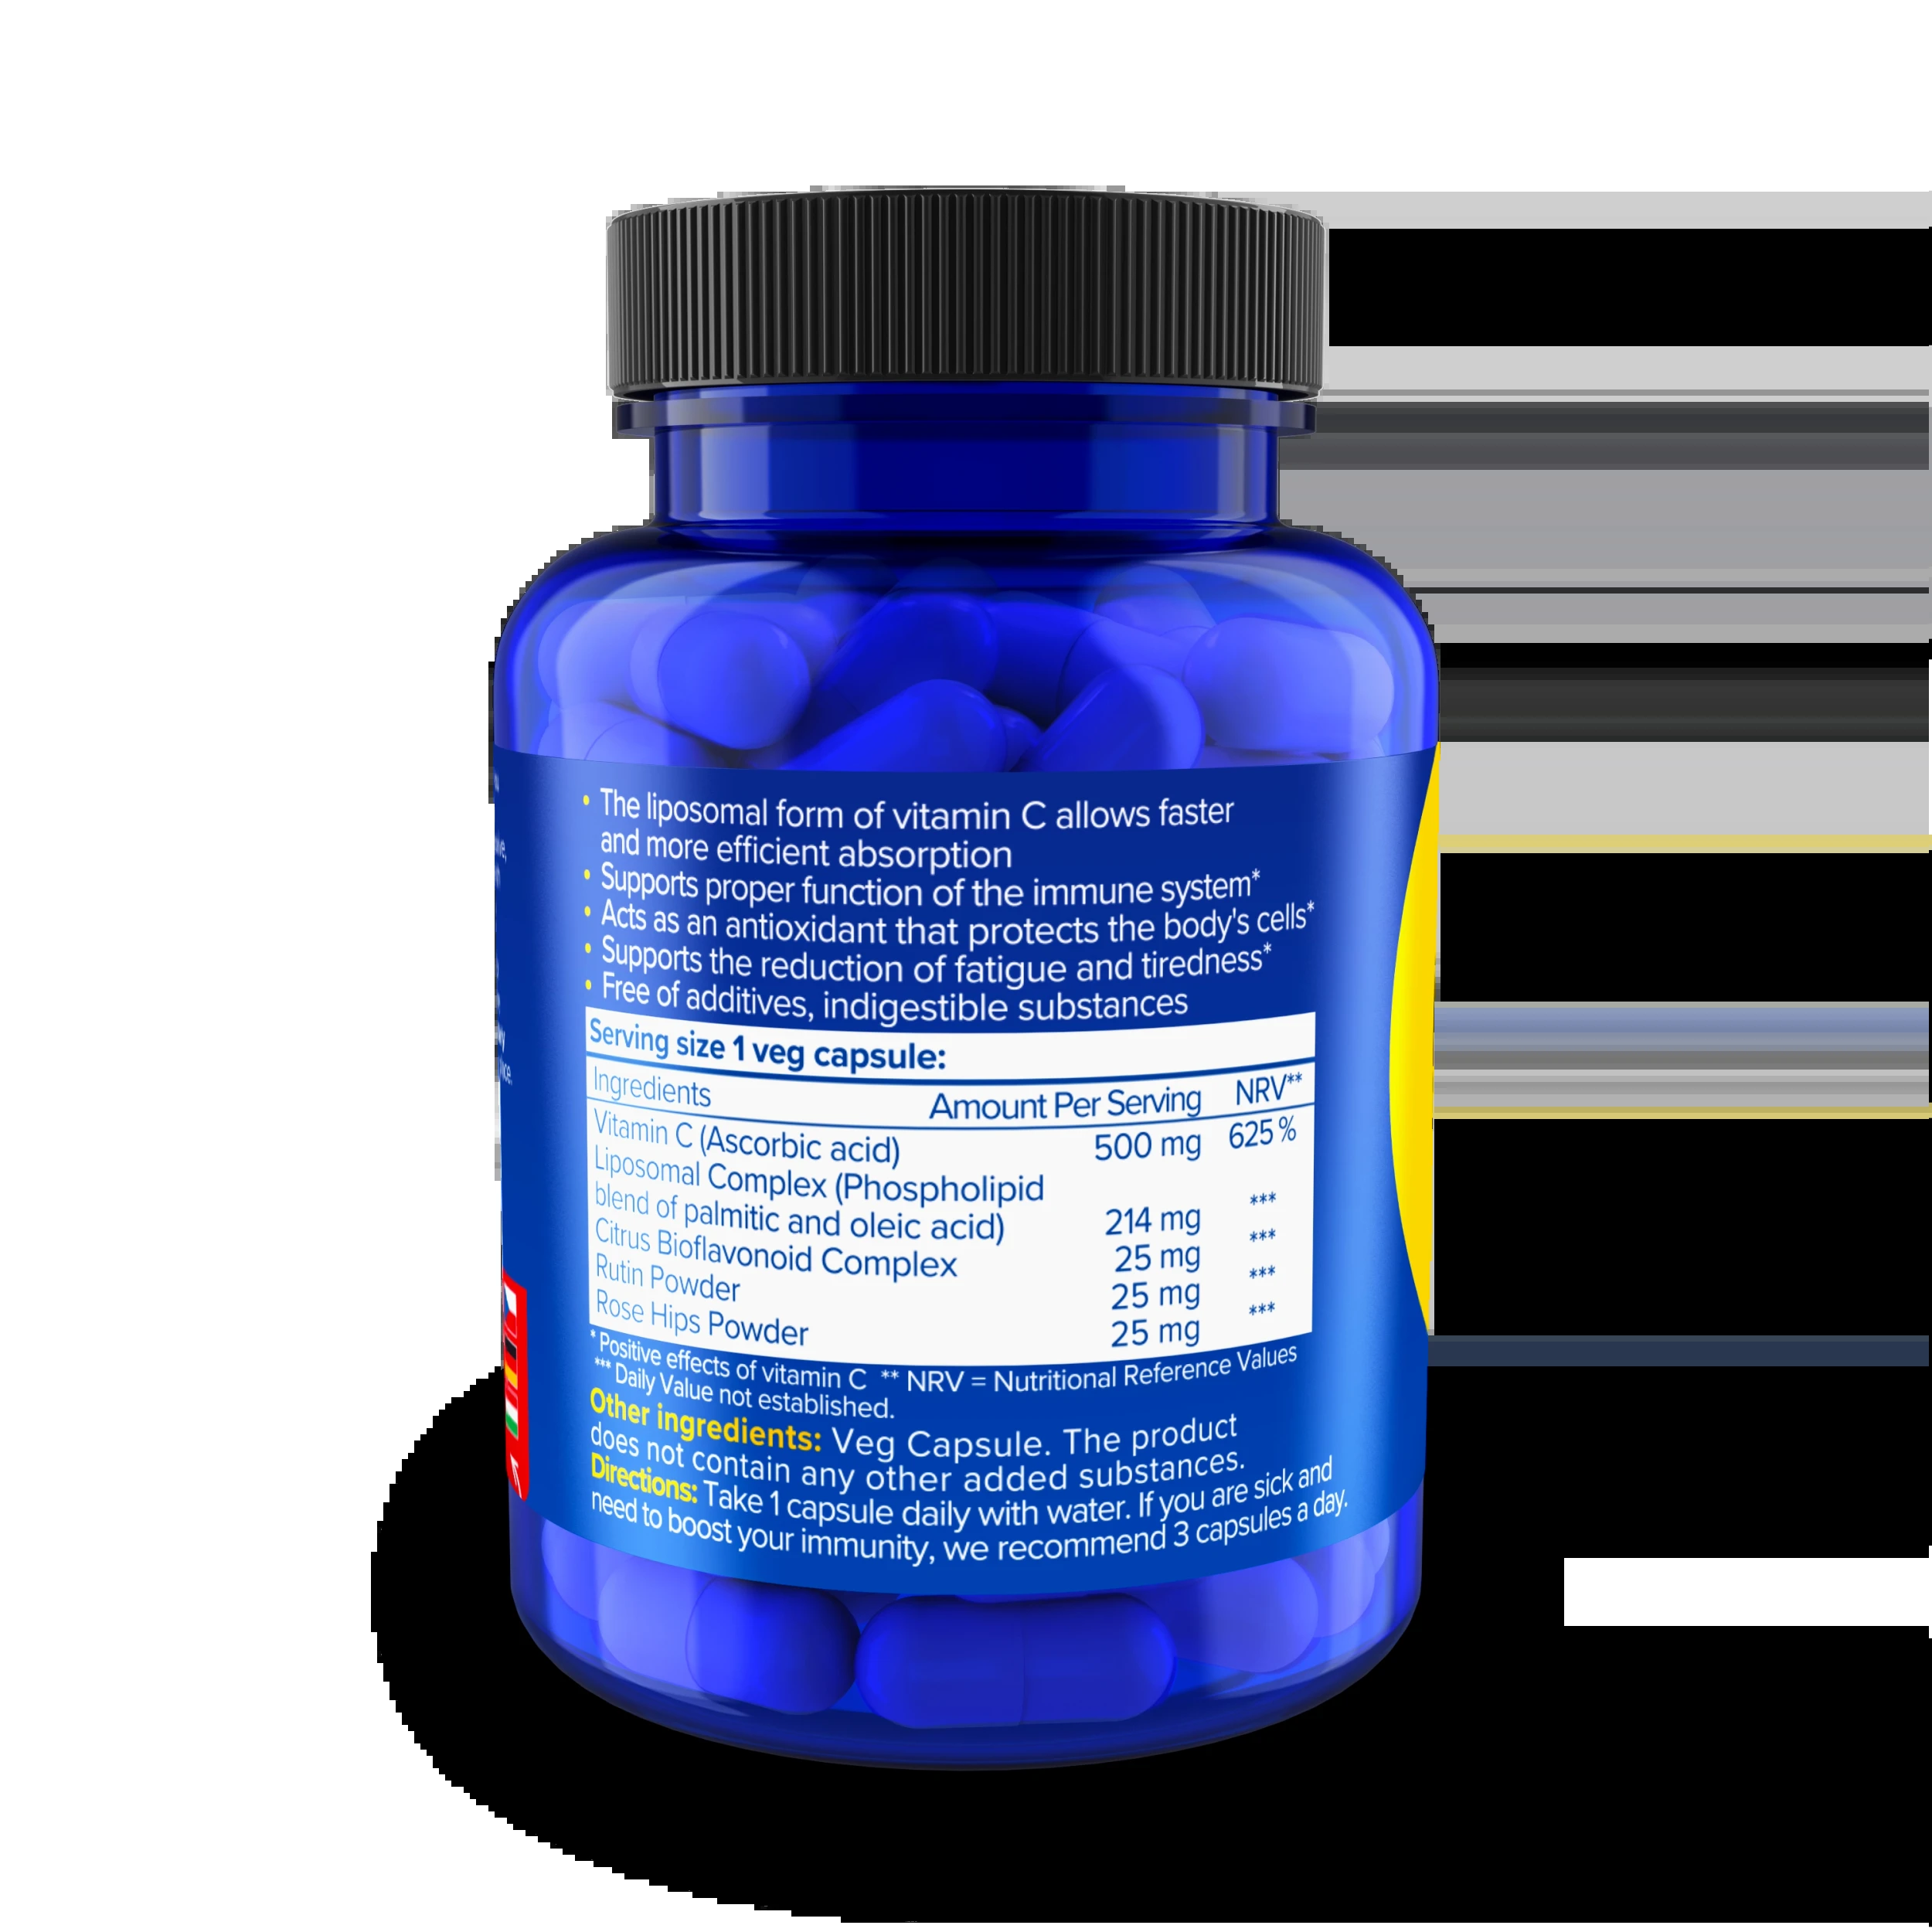 • The liposomal form of vitamin C allows faster
and more efficient absorption
• Supports proper function of the immune system*
• Acts as an antioxidant that protects the body's cells*
• Supports the reduction of fatigue and tiredness*
• Free of additives, indigestible substances
Serving size 1 veg capsule:
Ingredients Amount Per Serving NRV**
Vitamin C (Ascorbic acid) 500 mg 625 %
Liposomal Complex (Phospholipid
blend of palmitic and oleic acid) 214 mg ***
Citrus Bioflavonoid Complex 25 mg ***
Rutin Powder 25 mg ***
Rose Hips Powder 25 mg ***
* Positive effects of vitamin C ** NRV = Nutritional Reference Values
*** Daily Value not established.
Other ingredients: Veg Capsule. The product
does not contain any other added substances.
Directions: Take 1 capsule daily with water. If you are sick and
need to boost your immunity, we recommend 3 capsules a day.